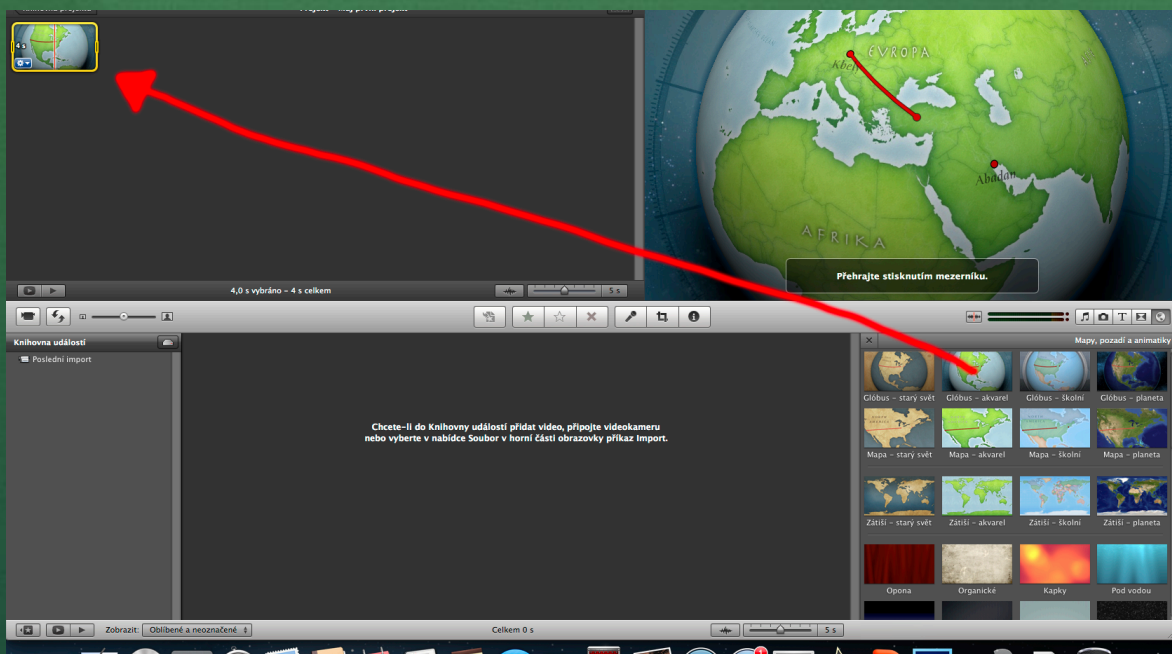 4 s
EVROPA
Kbely
Abadan
AFRIKA
Přehrajte stisknutím mezerníku.
4,0 s vybráno – 4 s celkem
5 s
Knihovna událostí
Poslední import
Chcete-li do Knihovny událostí přidat video, připojte videokameru
nebo vyberte v nabídce Soubor v horní části obrazovky příkaz Import.
Mapy, pozadí a animatiky
Glóbus – starý svět
Glóbus – akvarel
Glóbus – školní
Glóbus – planeta
Mapa – starý svět
Mapa – akvarel
Mapa – školní
Mapa – planeta
Zátiší – starý svět
Zátiší – akvarel
Zátiší – školní
Zátiší – planeta
Opona
Organické
Kapky
Pod vodou
Zobrazit: Oblíbené a neoznačené
Celkem 0 s
5 s